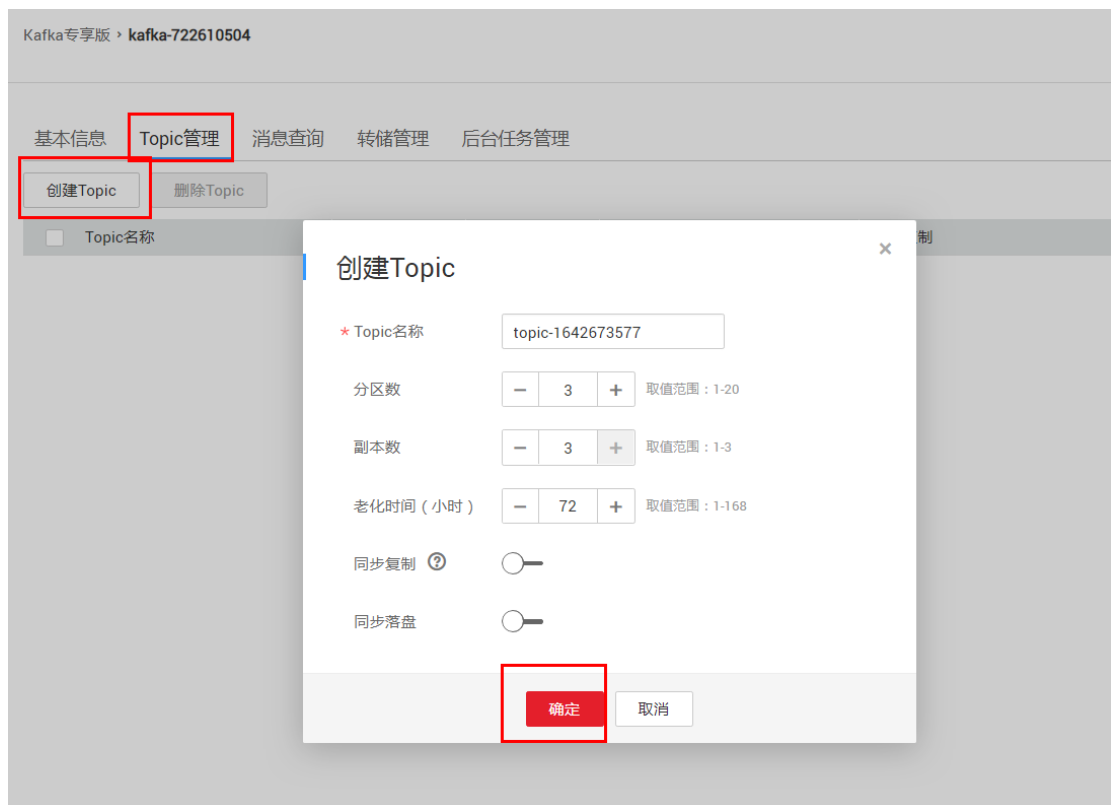 Kafka专享版 › kafka-722610504
基本信息 Topic管理 消息查询 转储管理 后台任务管理
创建Topic 删除Topic
Topic名称 制
创建Topic ×
* Topic名称 topic-1642673577
分区数 − 3 + 取值范围：1-20
副本数 − 3 + 取值范围：1-3
老化时间（小时） − 72 + 取值范围：1-168
同步复制 ?
同步落盘
确定 取消